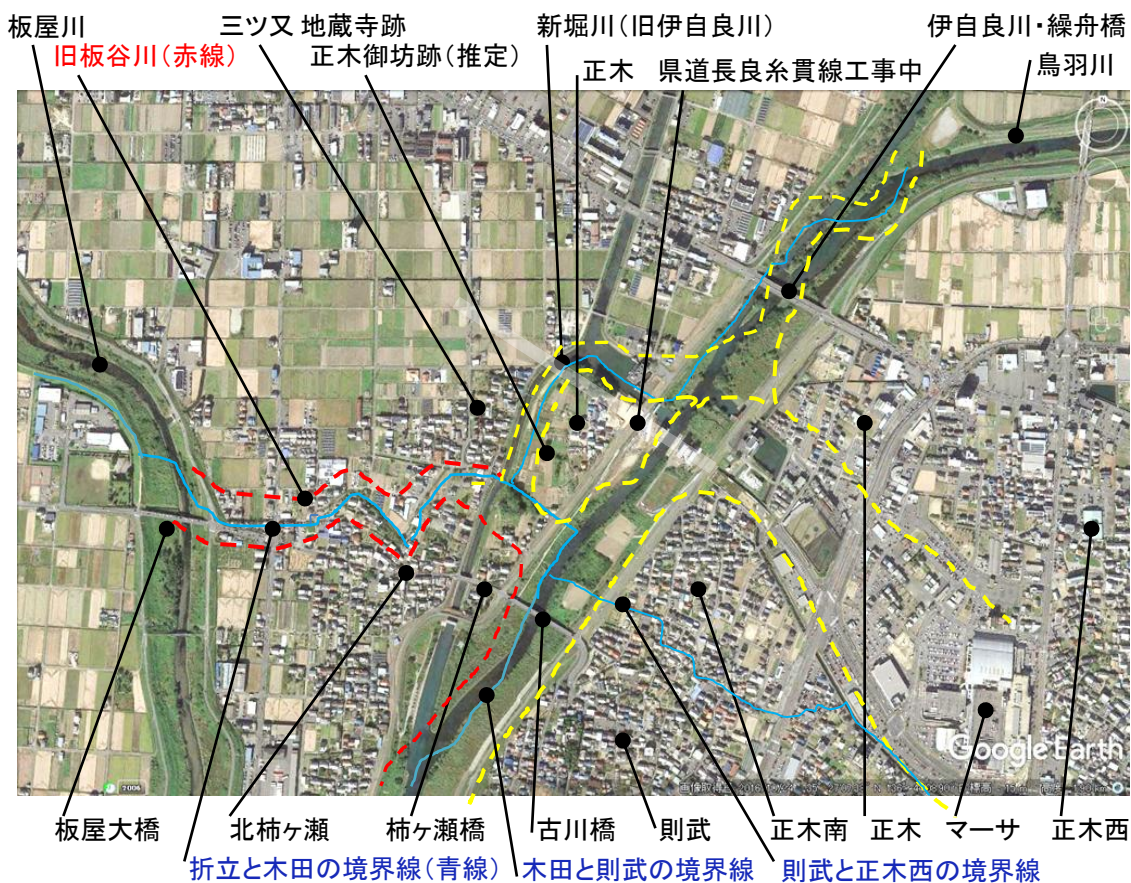 板屋川
三ツ又 地蔵寺跡
新堀川(旧伊自良川)
伊自良川・繰舟橋
旧板谷川(赤線)
正木御坊跡(推定)
正木
県道長良糸貫線工事中
鳥羽川
Google Earth
2006
板屋大橋
北柿ヶ瀬
柿ヶ瀬橋
古川橋
則武
正木南
正木
マーサ
正木西
折立と木田の境界線(青線)
木田と則武の境界線
則武と正木西の境界線